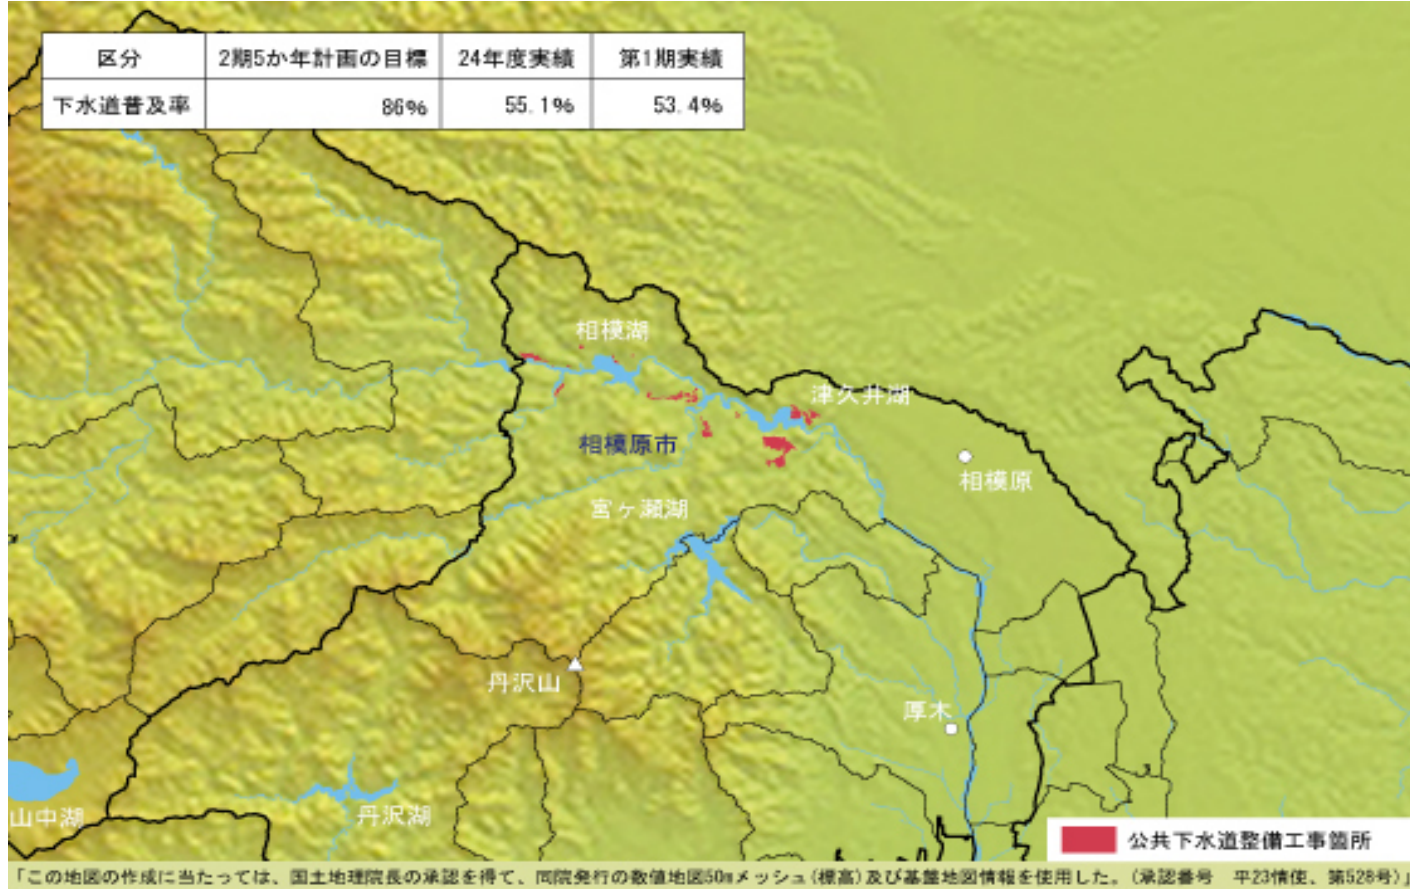 区分 2期5か年計画の目標 24年度実績 第1期実績
下水道普及率 86% 55.1% 53.4%
相模湖
津久井湖
相模原市
相模原
宮ヶ瀬湖
丹沢山
厚木
山中湖
丹沢湖
公共下水道整備工事箇所
「この地図の作成に当たっては、国土地理院長の承認を得て、同院発行の数値地図50mメッシュ(標高)及び基盤地図情報を使用した。(承認番号 平23情使、第528号)」